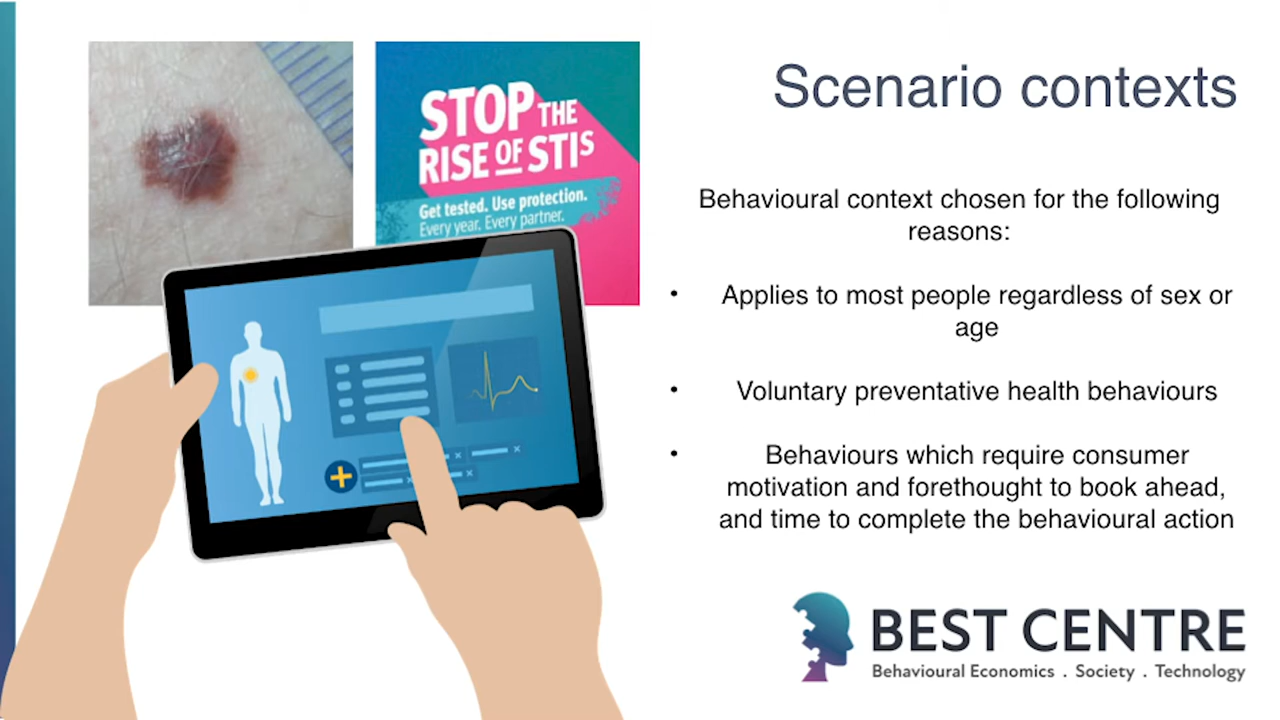 Scenario contexts
STOP THE
RISE OF STIs
Get tested. Use protection.
Every year. Every partner.
Behavioural context chosen for the following
reasons:
• Applies to most people regardless of sex or
age
• Voluntary preventative health behaviours
• Behaviours which require consumer
motivation and forethought to book ahead,
and time to complete the behavioural action
BEST CENTRE
Behavioural Economics . Society . Technology